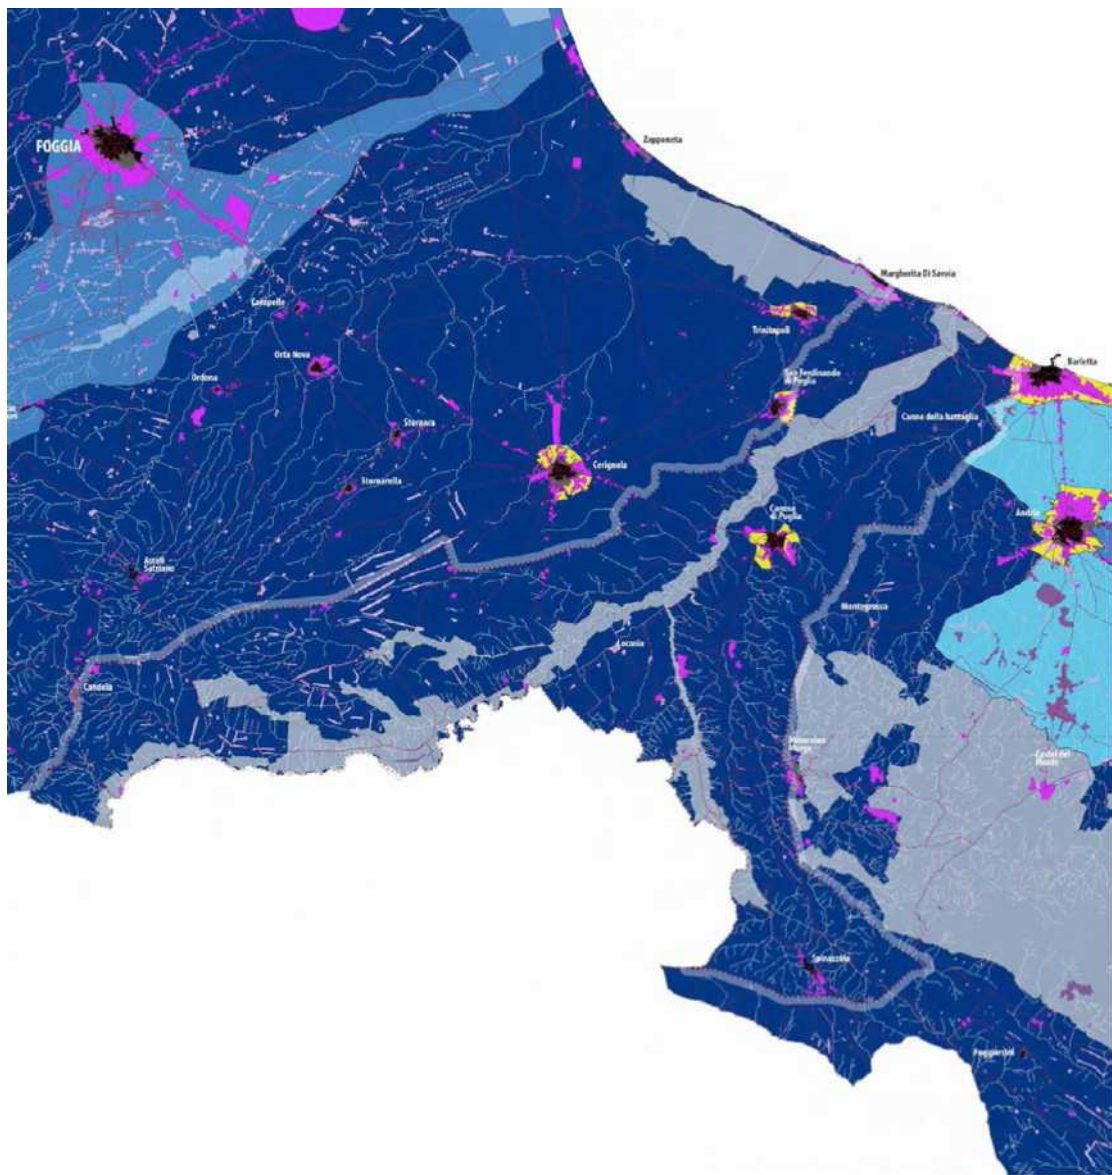 FOGGIA
Zapponeta
Margherita Di Savoia
Carapelle
Trinitapoli
Orta Nova
Barletta
Ordona
San Ferdinando
di Puglia
Canne della battaglia
Stornara
Cerignola
Stornarella
Canosa
di Puglia
Andria
Ascoli
Satriano
Montegrosso
Loconia
Candela
Minervino
Murge
Castel del
Monte
Spinazzola
Poggiorsini